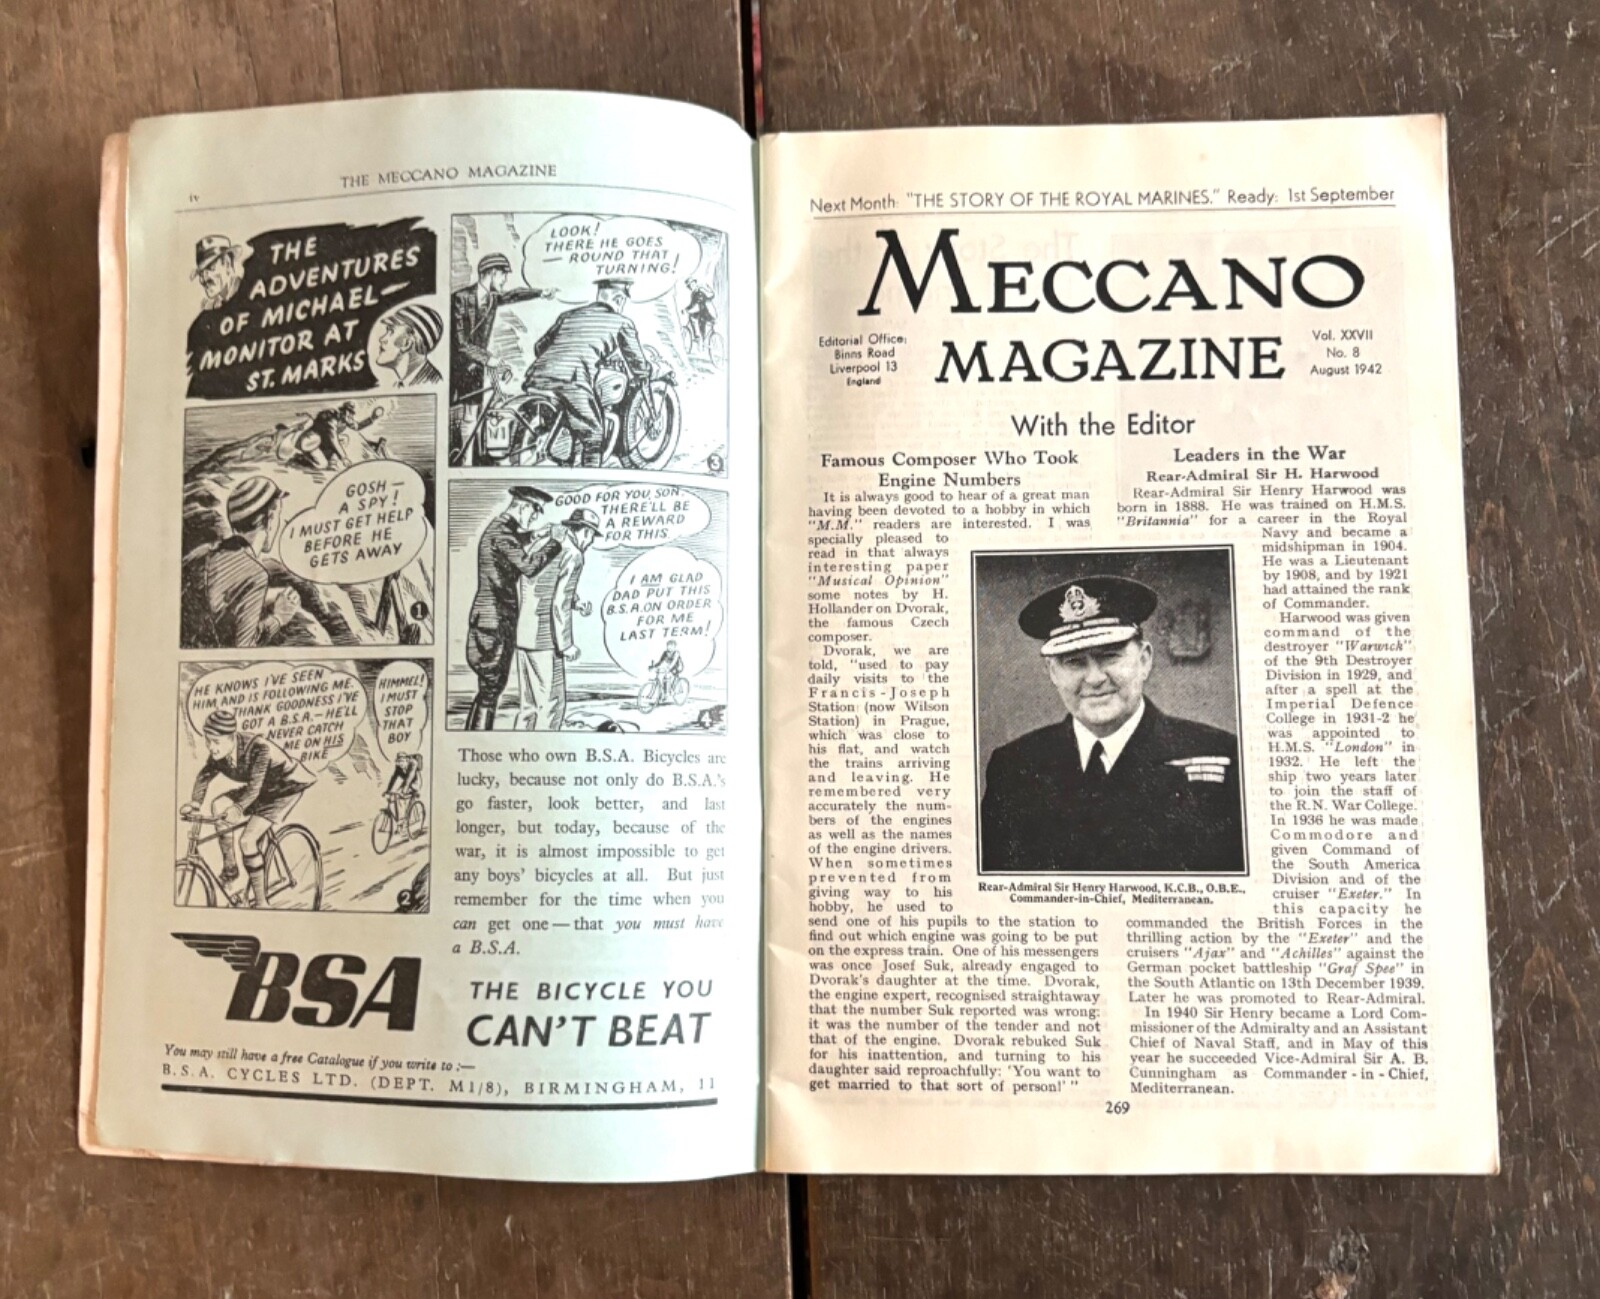 THE MECCANO MAGAZINE
iv
THE
ADVENTURES
OF MICHAEL—
MONITOR AT
ST. MARKS
GOSH—
A SPY!
I MUST GET HELP
BEFORE HE
GETS AWAY
1
HE KNOWS I'VE SEEN
HIM, AND IS FOLLOWING ME.
THANK GOODNESS I'VE
GOT A B.S.A.—HE'LL
NEVER CATCH
ME ON HIS
BIKE
HIMMEL!
I MUST
STOP
THAT
BOY
2
LOOK!
THERE HE GOES
— ROUND THAT
TURNING!
3
GOOD FOR YOU, SON.
THERE'LL BE
A REWARD
FOR THIS
I AM GLAD
DAD PUT THIS
B.S.A. ON ORDER
FOR ME
LAST TERM!
4
Those who own B.S.A. Bicycles are
lucky, because not only do B.S.A.'s
go faster, look better, and last
longer, but today, because of the
war, it is almost impossible to get
any boys' bicycles at all. But just
remember for the time when you
can get one—that you must have
a B.S.A.
BSA
THE BICYCLE YOU
CAN'T BEAT
You may still have a free Catalogue if you write to:—
B.S.A. CYCLES LTD. (DEPT. M1/8), BIRMINGHAM, 11
Next Month: "THE STORY OF THE ROYAL MARINES." Ready: 1st September
MECCANO
MAGAZINE
Editorial Office:
Binns Road
Liverpool 13
England
Vol. XXVII
No. 8
August 1942
With the Editor
Famous Composer Who Took
Engine Numbers
It is always good to hear of a great man
having been devoted to a hobby in which
"M.M." readers are interested. I was
specially pleased to
read in that always
interesting paper
"Musical Opinion"
some notes by H.
Hollander on Dvorak,
the famous Czech
composer.
Dvorak, we are
told, "used to pay
daily visits to the
Francis-Joseph
Station (now Wilson
Station) in Prague,
which was close to
his flat, and watch
the trains arriving
and leaving. He
remembered very
accurately the num-
bers of the engines
as well as the names
of the engine drivers.
When sometimes
prevented from
giving way to his
hobby, he used to
send one of his pupils to the station to
find out which engine was going to be put
on the express train. One of his messengers
was once Josef Suk, already engaged to
Dvorak's daughter at the time. Dvorak,
the engine expert, recognised straightaway
that the number Suk reported was wrong:
it was the number of the tender and not
that of the engine. Dvorak rebuked Suk
for his inattention, and turning to his
daughter said reproachfully: 'You want to
get married to that sort of person!' "
Leaders in the War
Rear-Admiral Sir H. Harwood
Rear-Admiral Sir Henry Harwood was
born in 1888. He was trained on H.M.S.
"Britannia" for a career in the Royal
Navy and became a
midshipman in 1904.
He was a Lieutenant
by 1908, and by 1921
had attained the rank
of Commander.
Harwood was given
command of the
destroyer "Warwick"
of the 9th Destroyer
Division in 1929, and
after a spell at the
Imperial Defence
College in 1931-2 he
was appointed to
H.M.S. "London" in
1932. He left the
ship two years later
to join the staff of
the R.N. War College.
In 1936 he was made
Commodore and
given Command of
the South America
Division and of the
cruiser "Exeter." In
this capacity he
commanded the British Forces in the
thrilling action by the "Exeter" and the
cruisers "Ajax" and "Achilles" against the
German pocket battleship "Graf Spee" in
the South Atlantic on 13th December 1939.
Later he was promoted to Rear-Admiral.
In 1940 Sir Henry became a Lord Com-
missioner of the Admiralty and an Assistant
Chief of Naval Staff, and in May of this
year he succeeded Vice-Admiral Sir A. B.
Cunningham as Commander-in-Chief,
Mediterranean.
Rear-Admiral Sir Henry Harwood, K.C.B., O.B.E.,
Commander-in-Chief, Mediterranean.
269